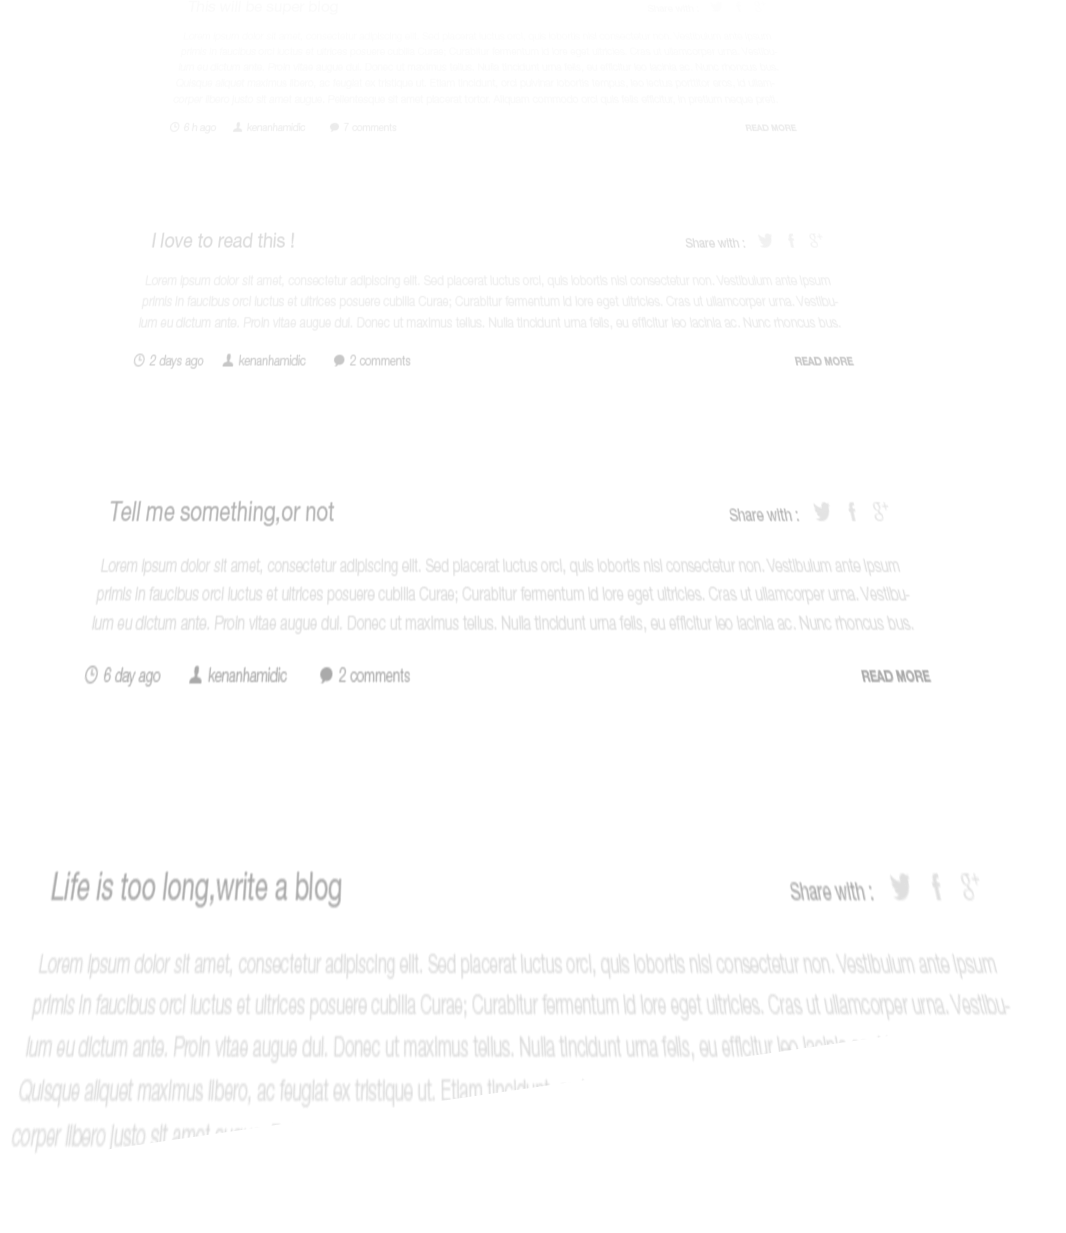 This will be super blog
6 h ago kenanhamidic 7 comments READ MORE
I love to read this ! Share with :
Lorem ipsum dolor sit amet, consectetur adipiscing elit. Sed placerat luctus orci, quis lobortis nisi consectetur non. Vestibulum ante ipsum
primis in faucibus orci luctus et ultrices posuere cubilia Curae; Curabitur fermentum id lore eget ultricies. Cras ut ullamcorper urna. Vestibu-
lum eu dictum ante. Proin vitae augue dui. Donec ut maximus tellus. Nulla tincidunt urna felis, eu efficitur leo lacinia ac. Nunc rhoncus bus.
2 days ago kenanhamidic 2 comments READ MORE
Tell me something,or not Share with :
Lorem ipsum dolor sit amet, consectetur adipiscing elit. Sed placerat luctus orci, quis lobortis nisi consectetur non. Vestibulum ante ipsum
primis in faucibus orci luctus et ultrices posuere cubilia Curae; Curabitur fermentum id lore eget ultricies. Cras ut ullamcorper urna. Vestibu-
lum eu dictum ante. Proin vitae augue dui. Donec ut maximus tellus. Nulla tincidunt urna felis, eu efficitur leo lacinia ac. Nunc rhoncus bus.
6 day ago kenanhamidic 2 comments READ MORE
Life is too long,write a blog Share with :
Lorem ipsum dolor sit amet, consectetur adipiscing elit. Sed placerat luctus orci, quis lobortis nisi consectetur non. Vestibulum ante ipsum
primis in faucibus orci luctus et ultrices posuere cubilia Curae; Curabitur fermentum id lore eget ultricies. Cras ut ullamcorper urna. Vestibu-
lum eu dictum ante. Proin vitae augue dui. Donec ut maximus tellus. Nulla tincidunt urna felis, eu efficitur leo lacinia
Quisque aliquet maximus libero, ac feugiat ex tristique ut. Etiam tincidunt
corper libero justo sit amet